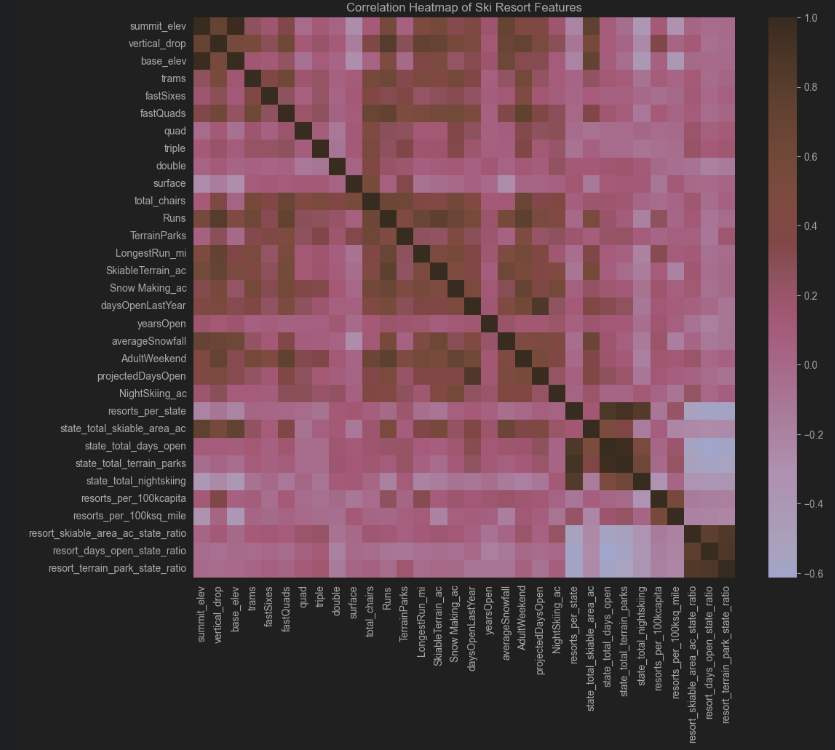 Correlation Heatmap of Ski Resort Features
summit_elev
vertical_drop
base_elev
trams
fastSixes
fastQuads
quad
triple
double
surface
total_chairs
Runs
TerrainParks
LongestRun_mi
SkiableTerrain_ac
Snow Making_ac
daysOpenLastYear
yearsOpen
averageSnowfall
AdultWeekend
projectedDaysOpen
NightSkiing_ac
resorts_per_state
state_total_skiable_area_ac
state_total_days_open
state_total_terrain_parks
state_total_nightskiing
resorts_per_100kcapita
resorts_per_100ksq_mile
resort_skiable_area_ac_state_ratio
resort_days_open_state_ratio
resort_terrain_park_state_ratio
summit_elev
vertical_drop
base_elev
trams
fastSixes
fastQuads
quad
triple
double
surface
total_chairs
Runs
TerrainParks
LongestRun_mi
SkiableTerrain_ac
Snow Making_ac
daysOpenLastYear
yearsOpen
averageSnowfall
AdultWeekend
projectedDaysOpen
NightSkiing_ac
resorts_per_state
state_total_skiable_area_ac
state_total_days_open
state_total_terrain_parks
state_total_nightskiing
resorts_per_100kcapita
resorts_per_100ksq_mile
resort_skiable_area_ac_state_ratio
resort_days_open_state_ratio
resort_terrain_park_state_ratio
1.0
0.8
0.6
0.4
0.2
0.0
−0.2
−0.4
−0.6